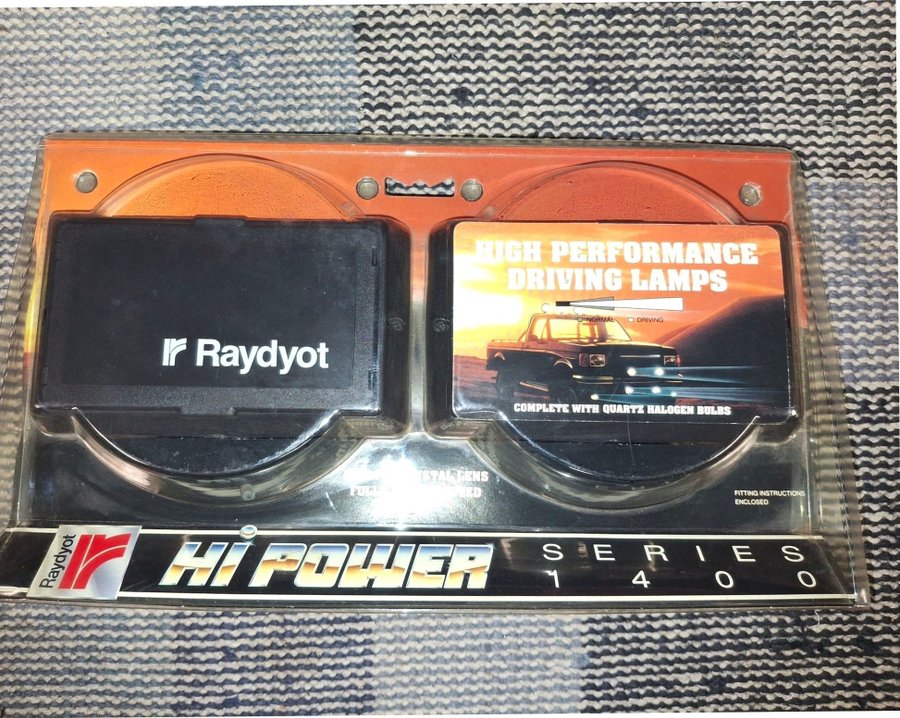 HIGH PERFORMANCE
DRIVING LAMPS
NORMAL DRIVING
Raydyot
COMPLETE WITH QUARTZ HALOGEN BULBS
LENS
FITTING INSTRUCTIONS
ENCLOSED
Raydyot
Hi POWER
SERIES
1400